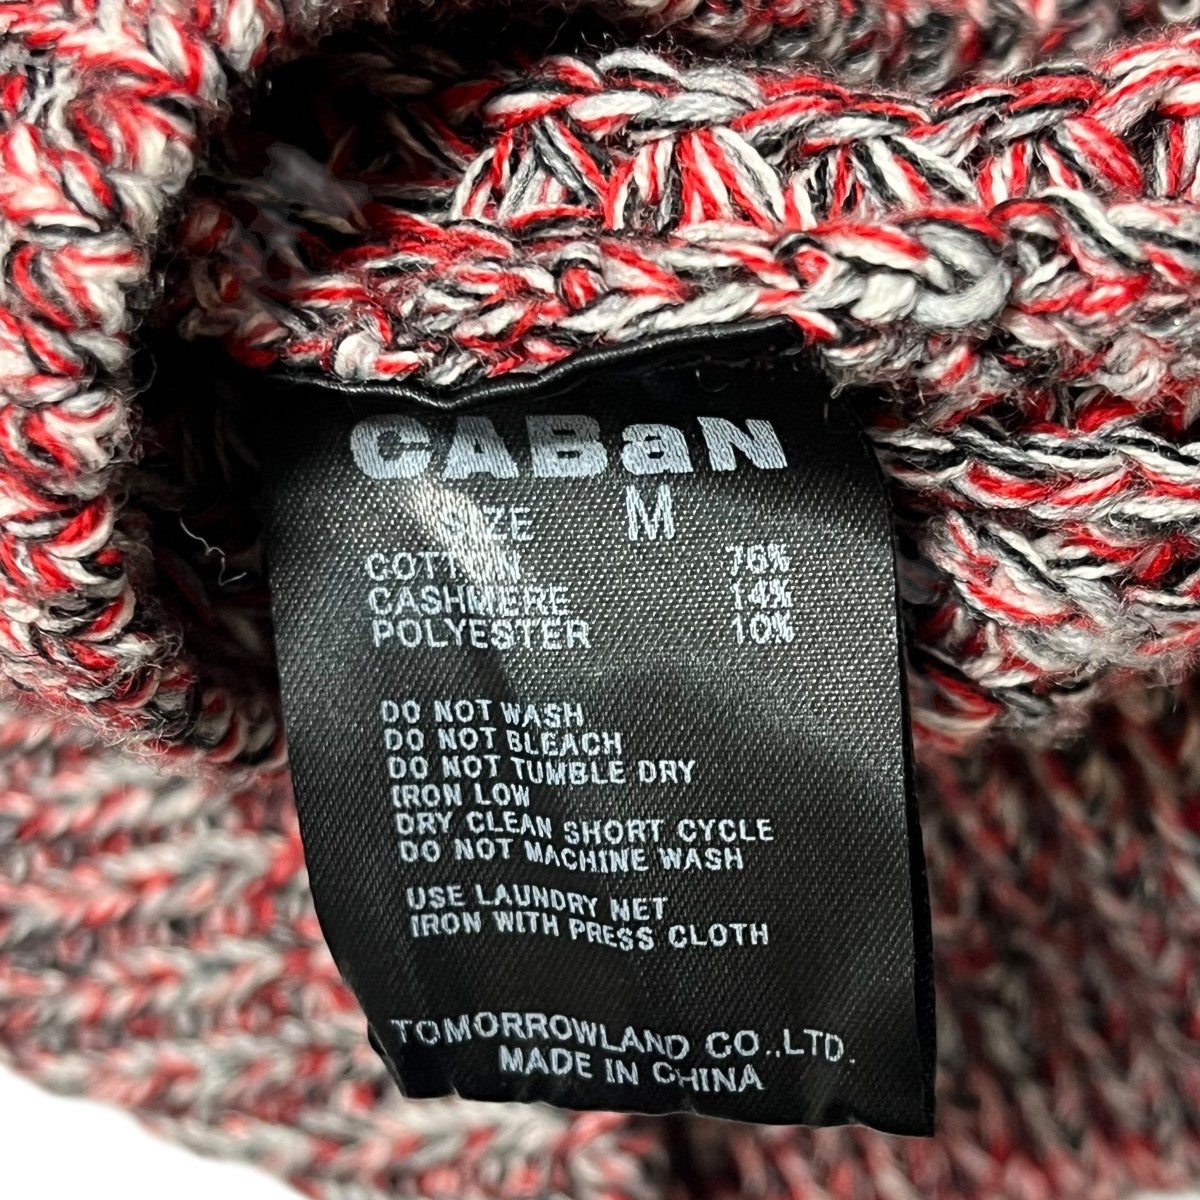 CABaN
SIZE M
COTTON 76%
CASHMERE 14%
POLYESTER 10%
DO NOT WASH
DO NOT BLEACH
DO NOT TUMBLE DRY
IRON LOW
DRY CLEAN SHORT CYCLE
DO NOT MACHINE WASH
USE LAUNDRY NET
IRON WITH PRESS CLOTH
TOMORROWLAND CO.,LTD.
MADE IN CHINA